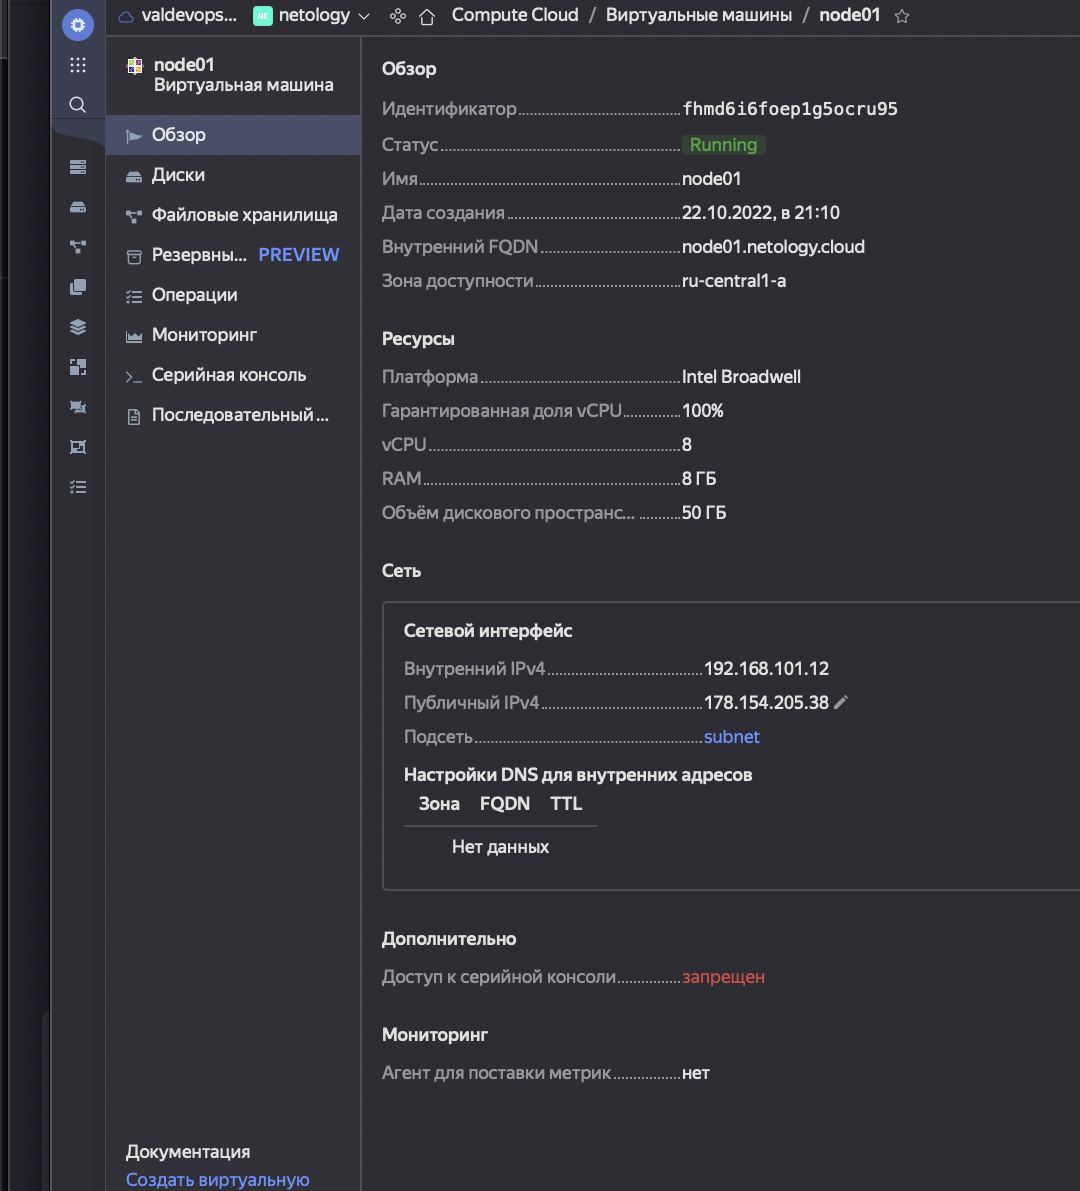 valdevops... NE netology Compute Cloud / Виртуальные машины / node01
node01
Виртуальная машина
Обзор
Диски
Файловые хранилища
Резервны... PREVIEW
Операции
Мониторинг
Серийная консоль
Последовательный ...
Документация
Создать виртуальную
Обзор
Идентификатор fhmd6i6foep1g5ocru95
Статус Running
Имя node01
Дата создания 22.10.2022, в 21:10
Внутренний FQDN node01.netology.cloud
Зона доступности ru-central1-a
Ресурсы
Платформа Intel Broadwell
Гарантированная доля vCPU 100%
vCPU 8
RAM 8 ГБ
Объём дискового пространс... 50 ГБ
Сеть
Сетевой интерфейс
Внутренний IPv4 192.168.101.12
Публичный IPv4 178.154.205.38
Подсеть subnet
Настройки DNS для внутренних адресов
Зона FQDN TTL
Нет данных
Дополнительно
Доступ к серийной консоли запрещен
Мониторинг
Агент для поставки метрик нет